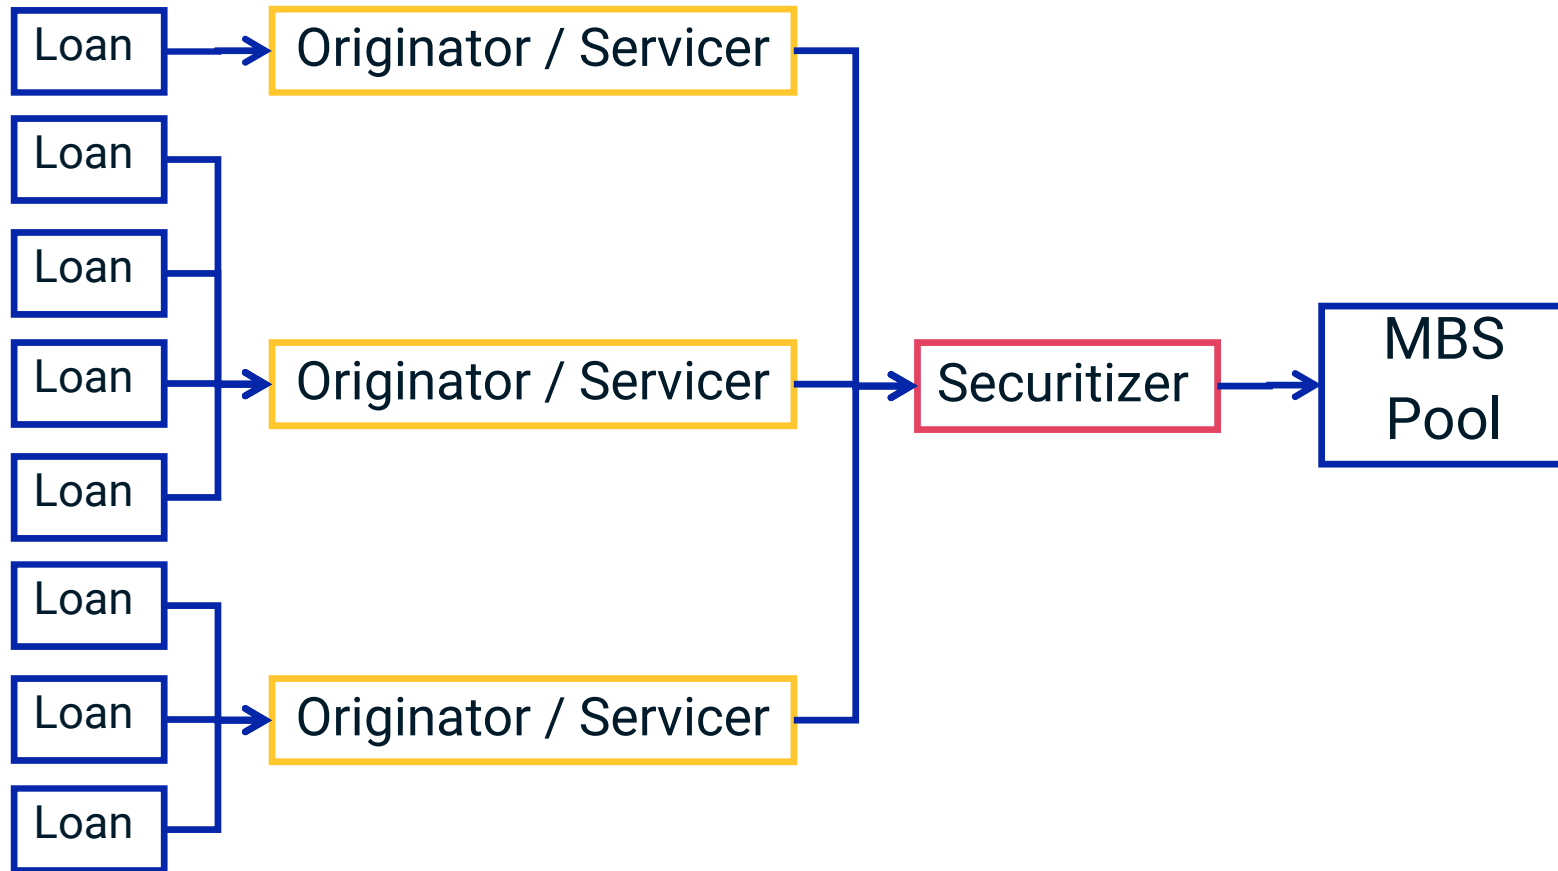 Loan
Originator / Servicer
Loan
Loan
Loan
Loan
Originator / Servicer
Securitizer
MBS
Pool
Loan
Loan
Loan
Originator / Servicer